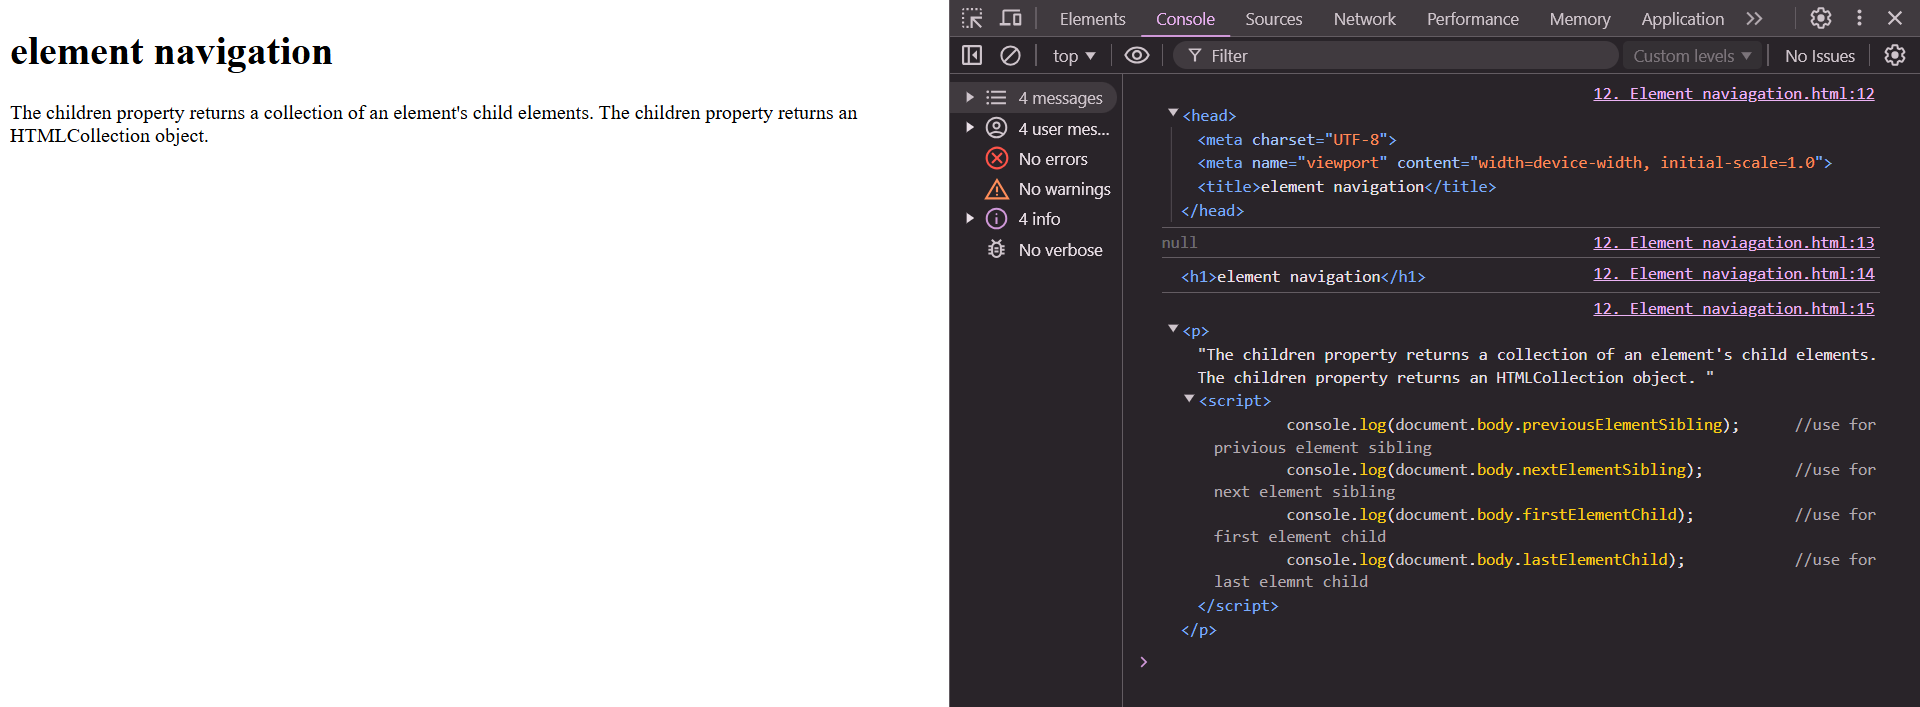 element navigation
The children property returns a collection of an element's child elements. The children property returns an
HTMLCollection object.
Elements Console Sources Network Performance Memory Application
top Filter Custom levels No Issues
4 messages
4 user mes...
No errors
No warnings
4 info
No verbose
12. Element naviagation.html:12
<head>
<meta charset="UTF-8">
<meta name="viewport" content="width=device-width, initial-scale=1.0">
<title>element navigation</title>
</head>
null 12. Element naviagation.html:13
<h1>element navigation</h1> 12. Element naviagation.html:14
12. Element naviagation.html:15
<p>
"The children property returns a collection of an element's child elements.
The children property returns an HTMLCollection object. "
<script>
console.log(document.body.previousElementSibling); //use for
privious element sibling
console.log(document.body.nextElementSibling); //use for
next element sibling
console.log(document.body.firstElementChild); //use for
first element child
console.log(document.body.lastElementChild); //use for
last elemnt child
</script>
</p>